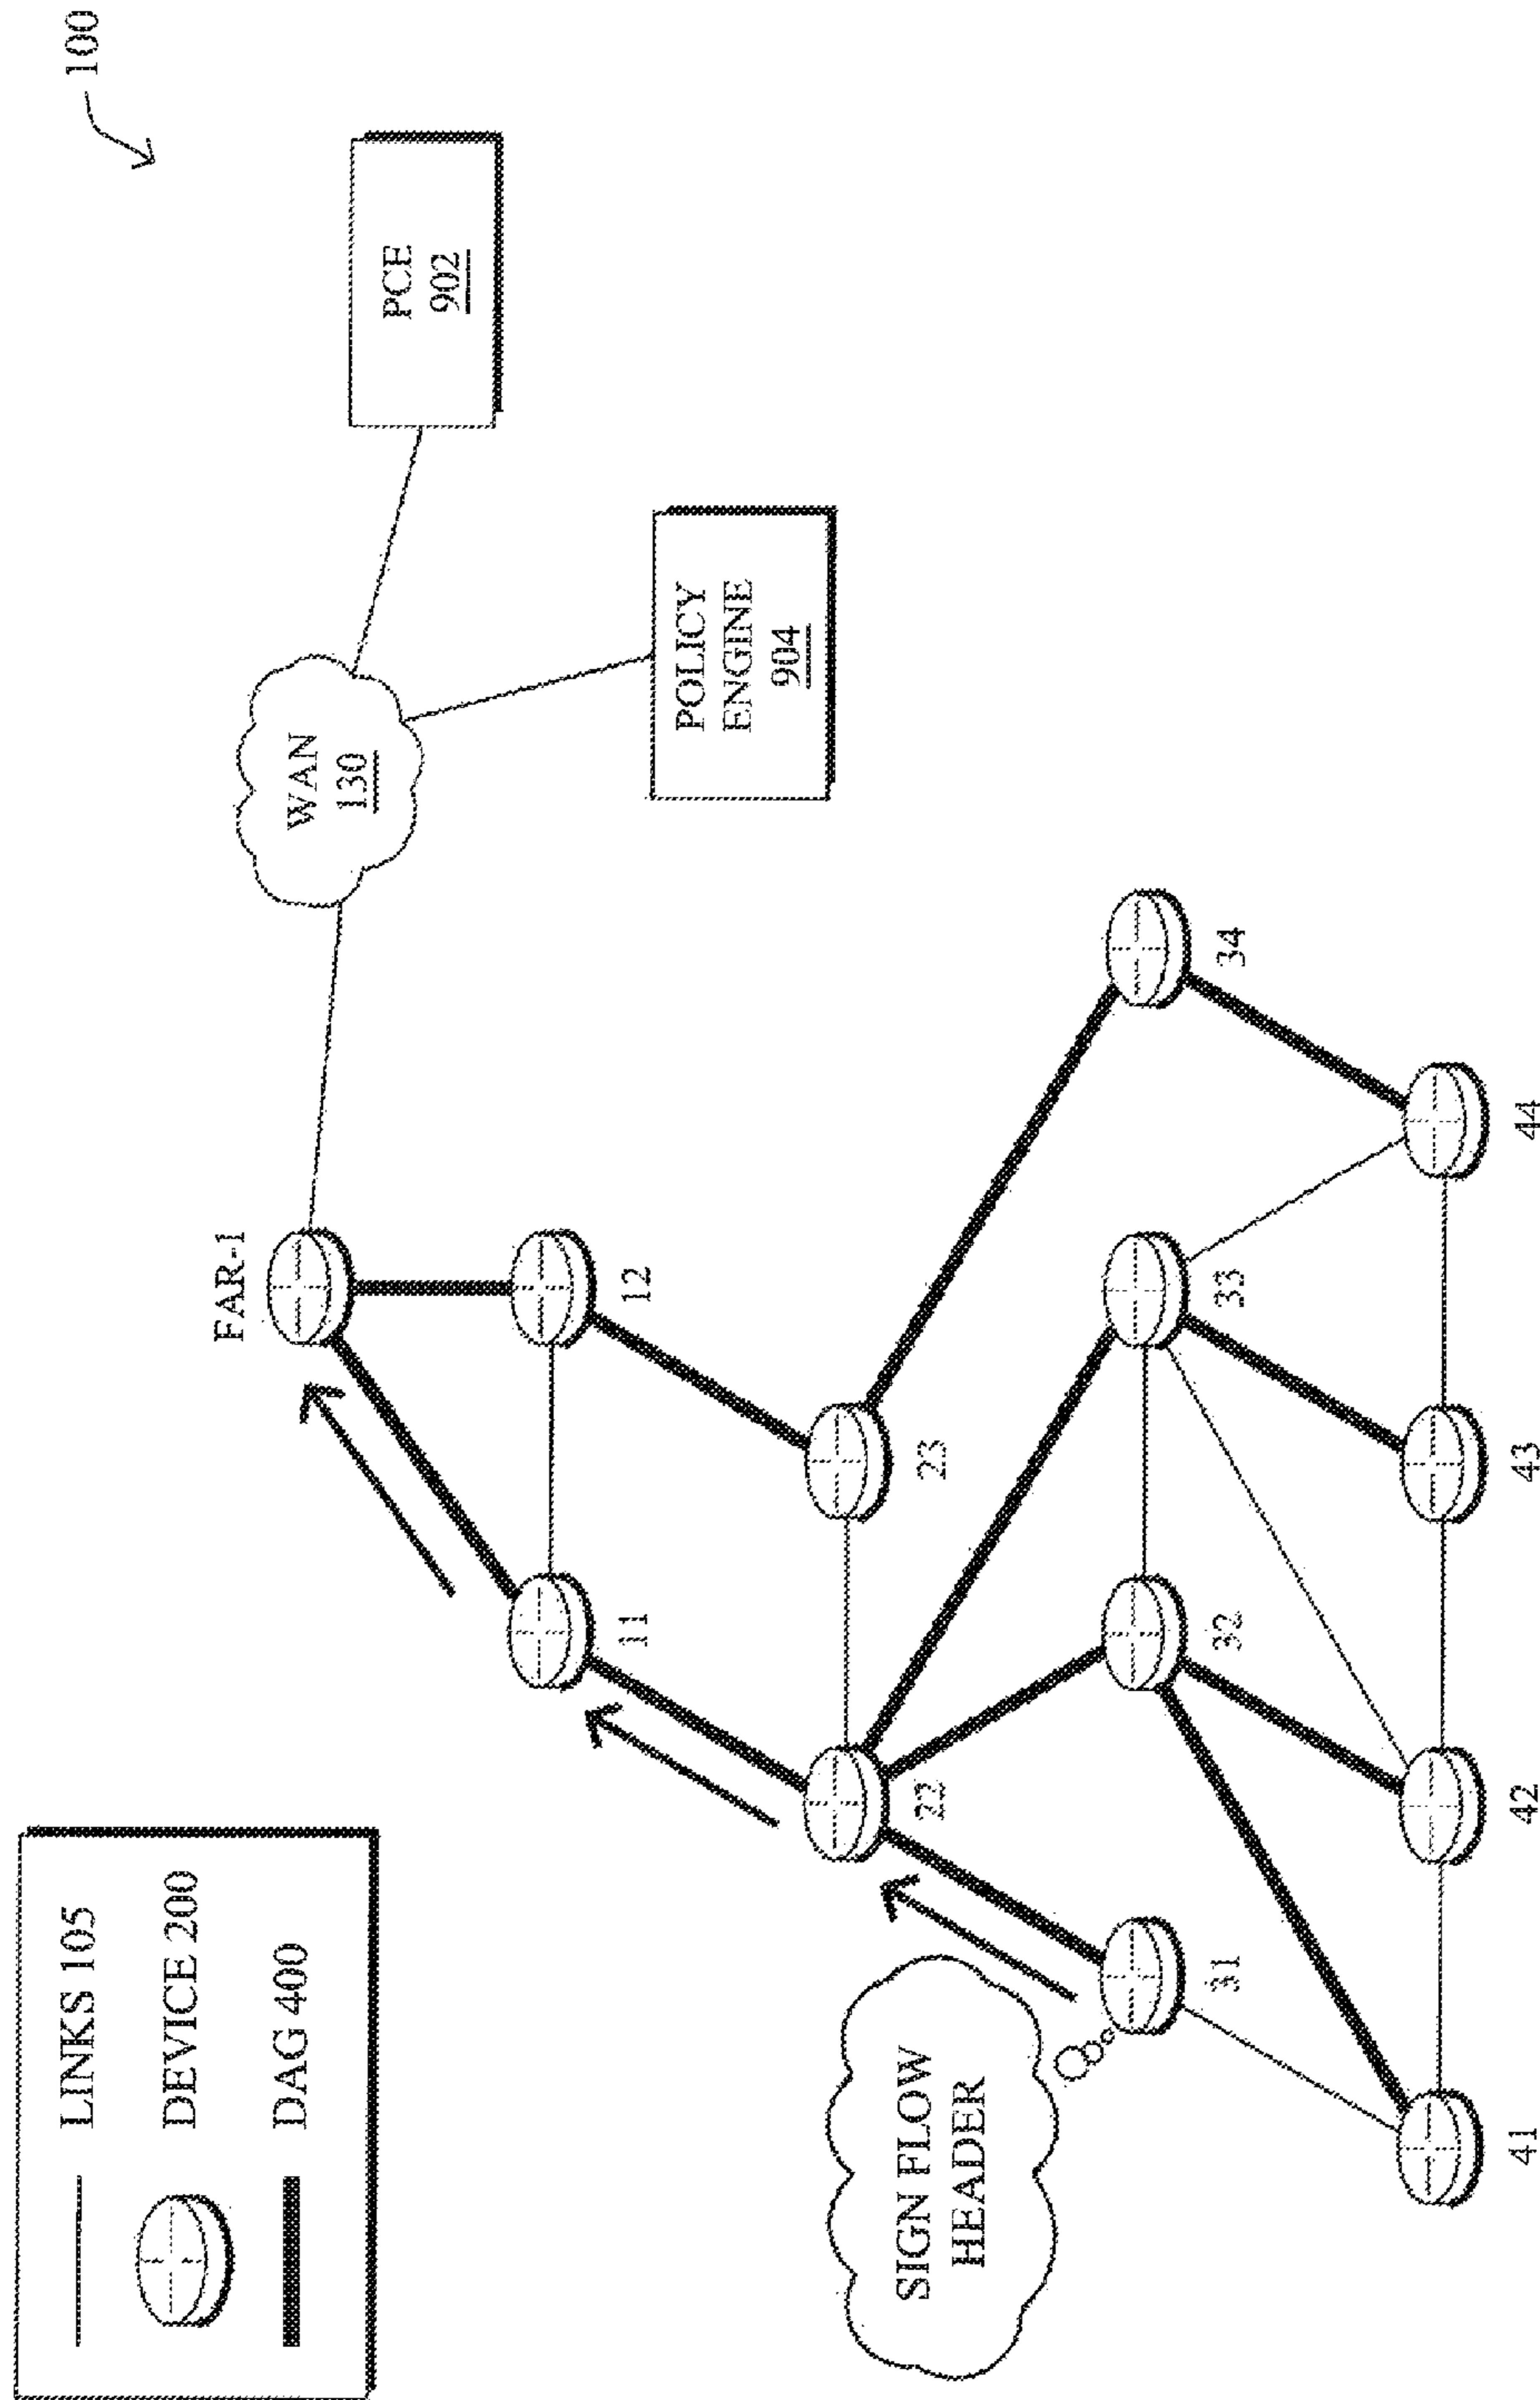 LINKS 105
DEVICE 200
DAG 400
100
FAR-1
WAN
130
PCE
902
POLICY
ENGINE
904
11
12
22
23
SIGN FLOW
HEADER
31
32
33
34
41
42
43
44